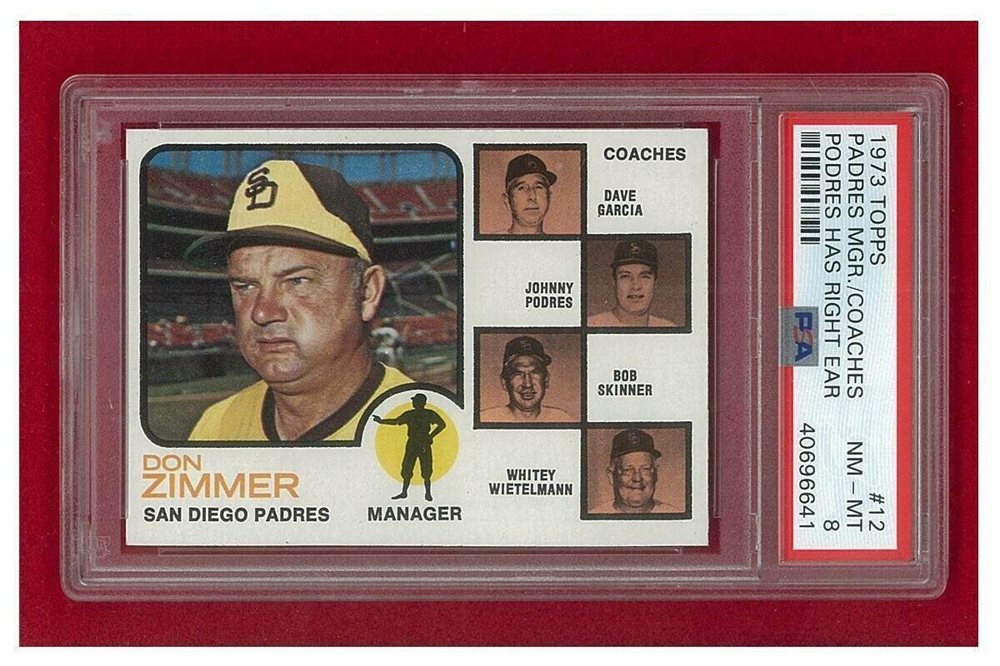 COACHES
DAVE
GARCIA
JOHNNY
PODRES
BOB
SKINNER
WHITEY
WIETELMANN
SD
DON
ZIMMER
SAN DIEGO PADRES
MANAGER
1973 TOPPS #12
PADRES MGR./COACHES NM – MT
PODRES HAS RIGHT EAR 8
PSA 40696641